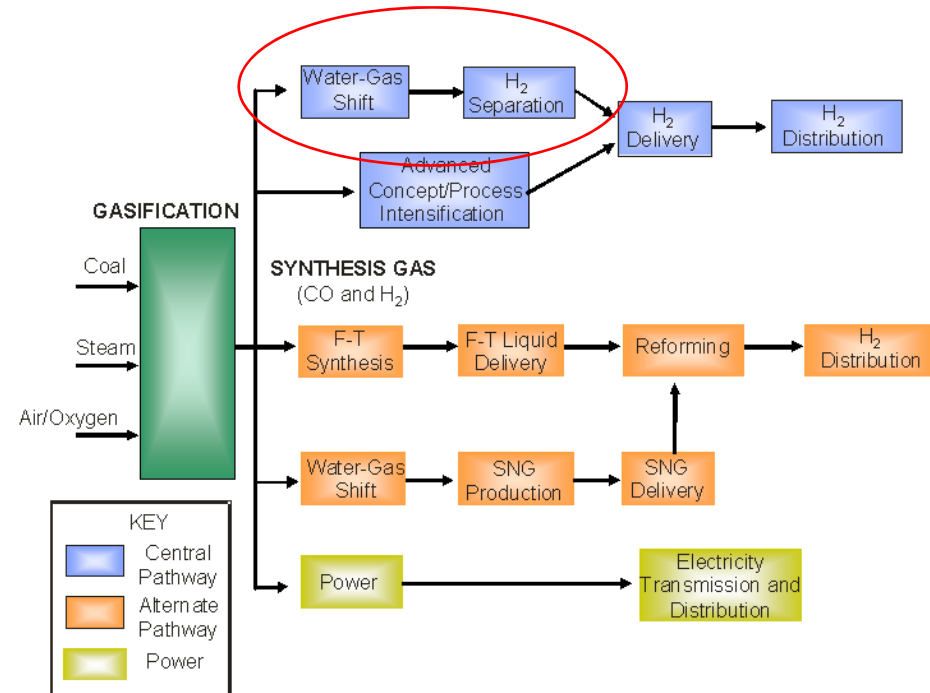 Water-Gas
Shift
H₂
Separation
H₂
Delivery
H₂
Distribution
Advanced
Concept/Process
Intensification
GASIFICATION
Coal
Steam
Air/Oxygen
SYNTHESIS GAS
(CO and H₂)
F-T
Synthesis
F-T Liquid
Delivery
Reforming
H₂
Distribution
Water-Gas
Shift
SNG
Production
SNG
Delivery
Power
Electricity
Transmission and
Distribution
KEY
Central
Pathway
Alternate
Pathway
Power